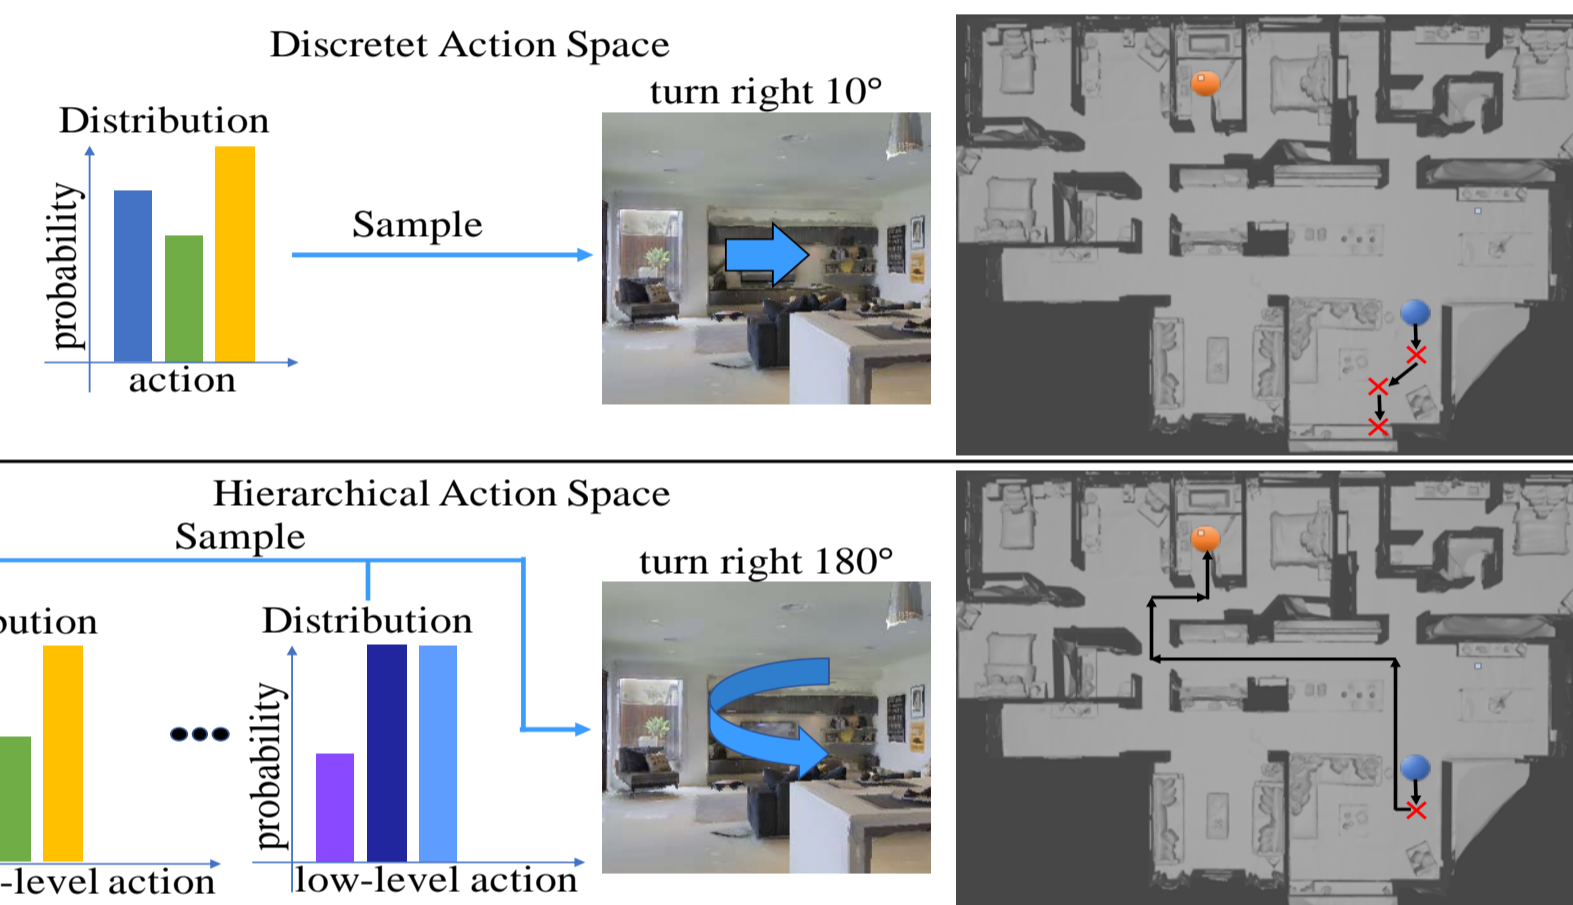 Discretet Action Space
turn right 10°
Distribution
probability
Sample
action
Hierarchical Action Space
Sample
turn right 180°
bution
Distribution
probability
-level action
low-level action